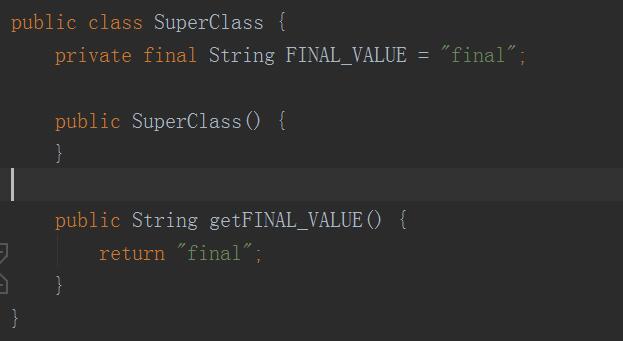 public class SuperClass {
    private final String FINAL_VALUE = "final";

    public SuperClass() {
    }

    public String getFINAL_VALUE() {
        return "final";
    }
}